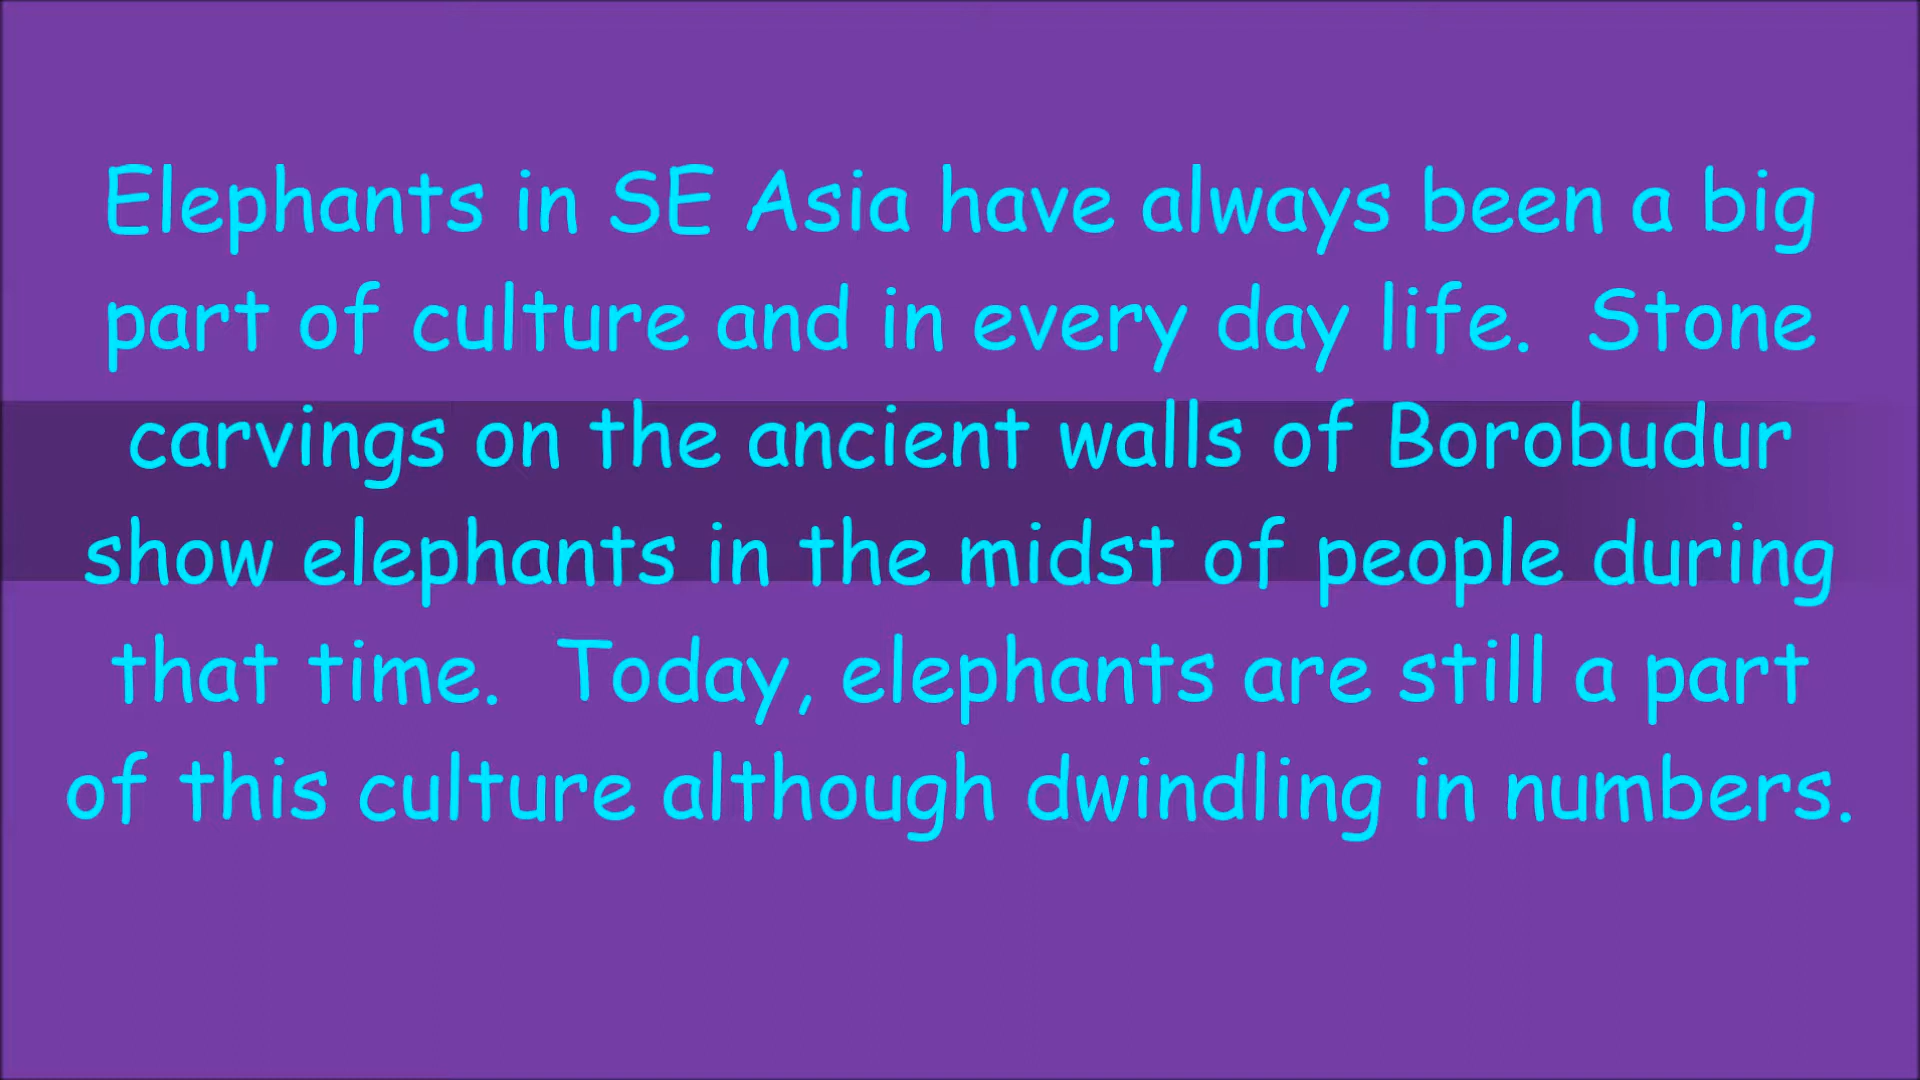 Elephants in SE Asia have always been a big
part of culture and in every day life.  Stone
carvings on the ancient walls of Borobudur
show elephants in the midst of people during
that time.  Today, elephants are still a part
of this culture although dwindling in numbers.